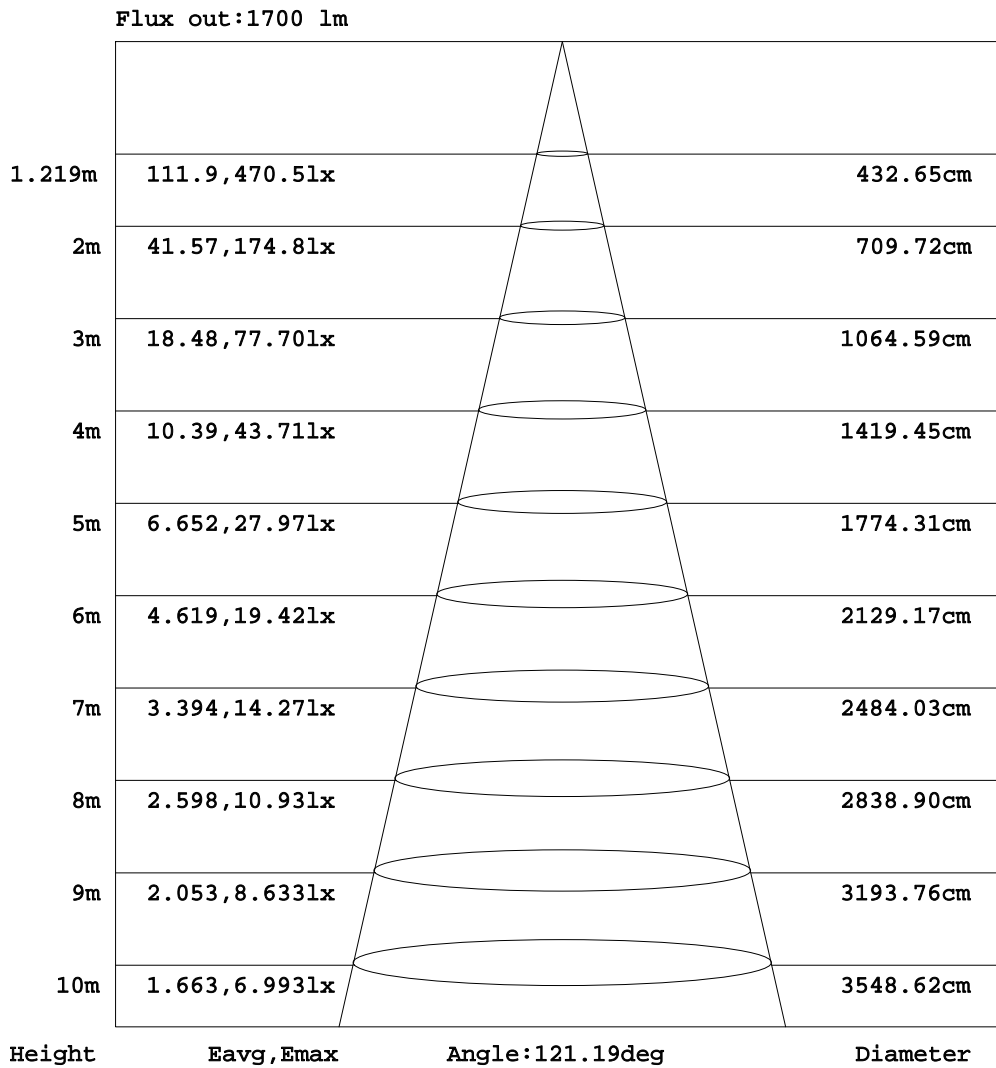 Flux out:1700 lm
1.219m 111.9,470.5lx 432.65cm
2m 41.57,174.8lx 709.72cm
3m 18.48,77.70lx 1064.59cm
4m 10.39,43.71lx 1419.45cm
5m 6.652,27.97lx 1774.31cm
6m 4.619,19.42lx 2129.17cm
7m 3.394,14.27lx 2484.03cm
8m 2.598,10.93lx 2838.90cm
9m 2.053,8.633lx 3193.76cm
10m 1.663,6.993lx 3548.62cm
Height Eavg,Emax Angle:121.19deg Diameter